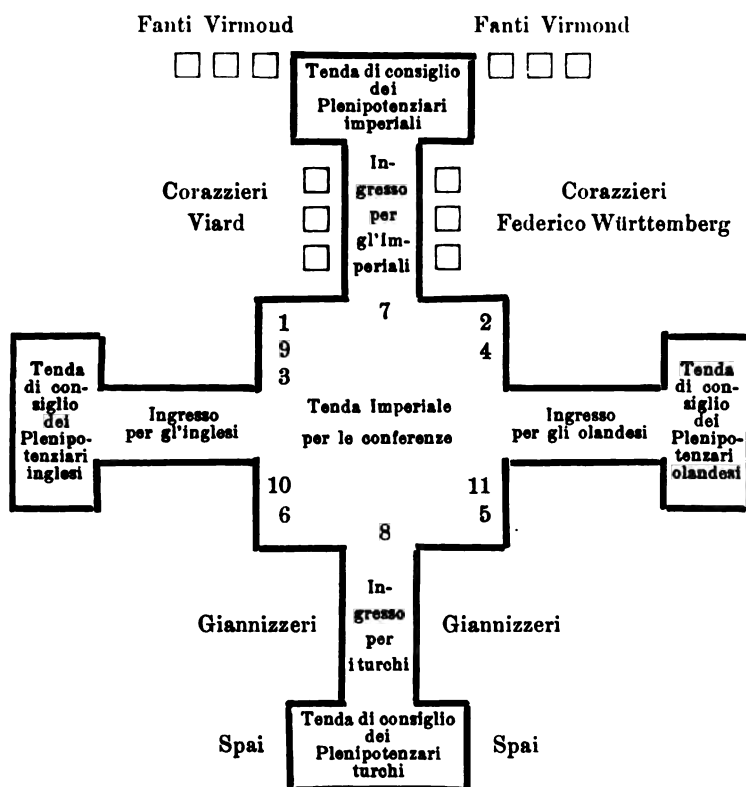 Fanti Virmoud
Fanti Virmond
Tenda di consiglio
dei
Plenipotenziari
imperiali
Corazzieri
Viard
In-
gresso
per
gl'im-
periali
Corazzieri
Federico Württemberg
7
1
9
3
2
4
Tenda
di con-
siglio
dei
Plenipo-
tenziari
inglesi
Ingresso
per gl'inglesi
Tenda Imperiale
per le conferenze
Ingresso
per gli olandesi
Tenda
di con-
siglio
dei
Plenipo-
tenzari
olandesi
10
6
11
5
8
Giannizzeri
In-
gresso
per
i turchi
Giannizzeri
Spai
Tenda di consiglio
dei
Plenipotenzari
turchi
Spai